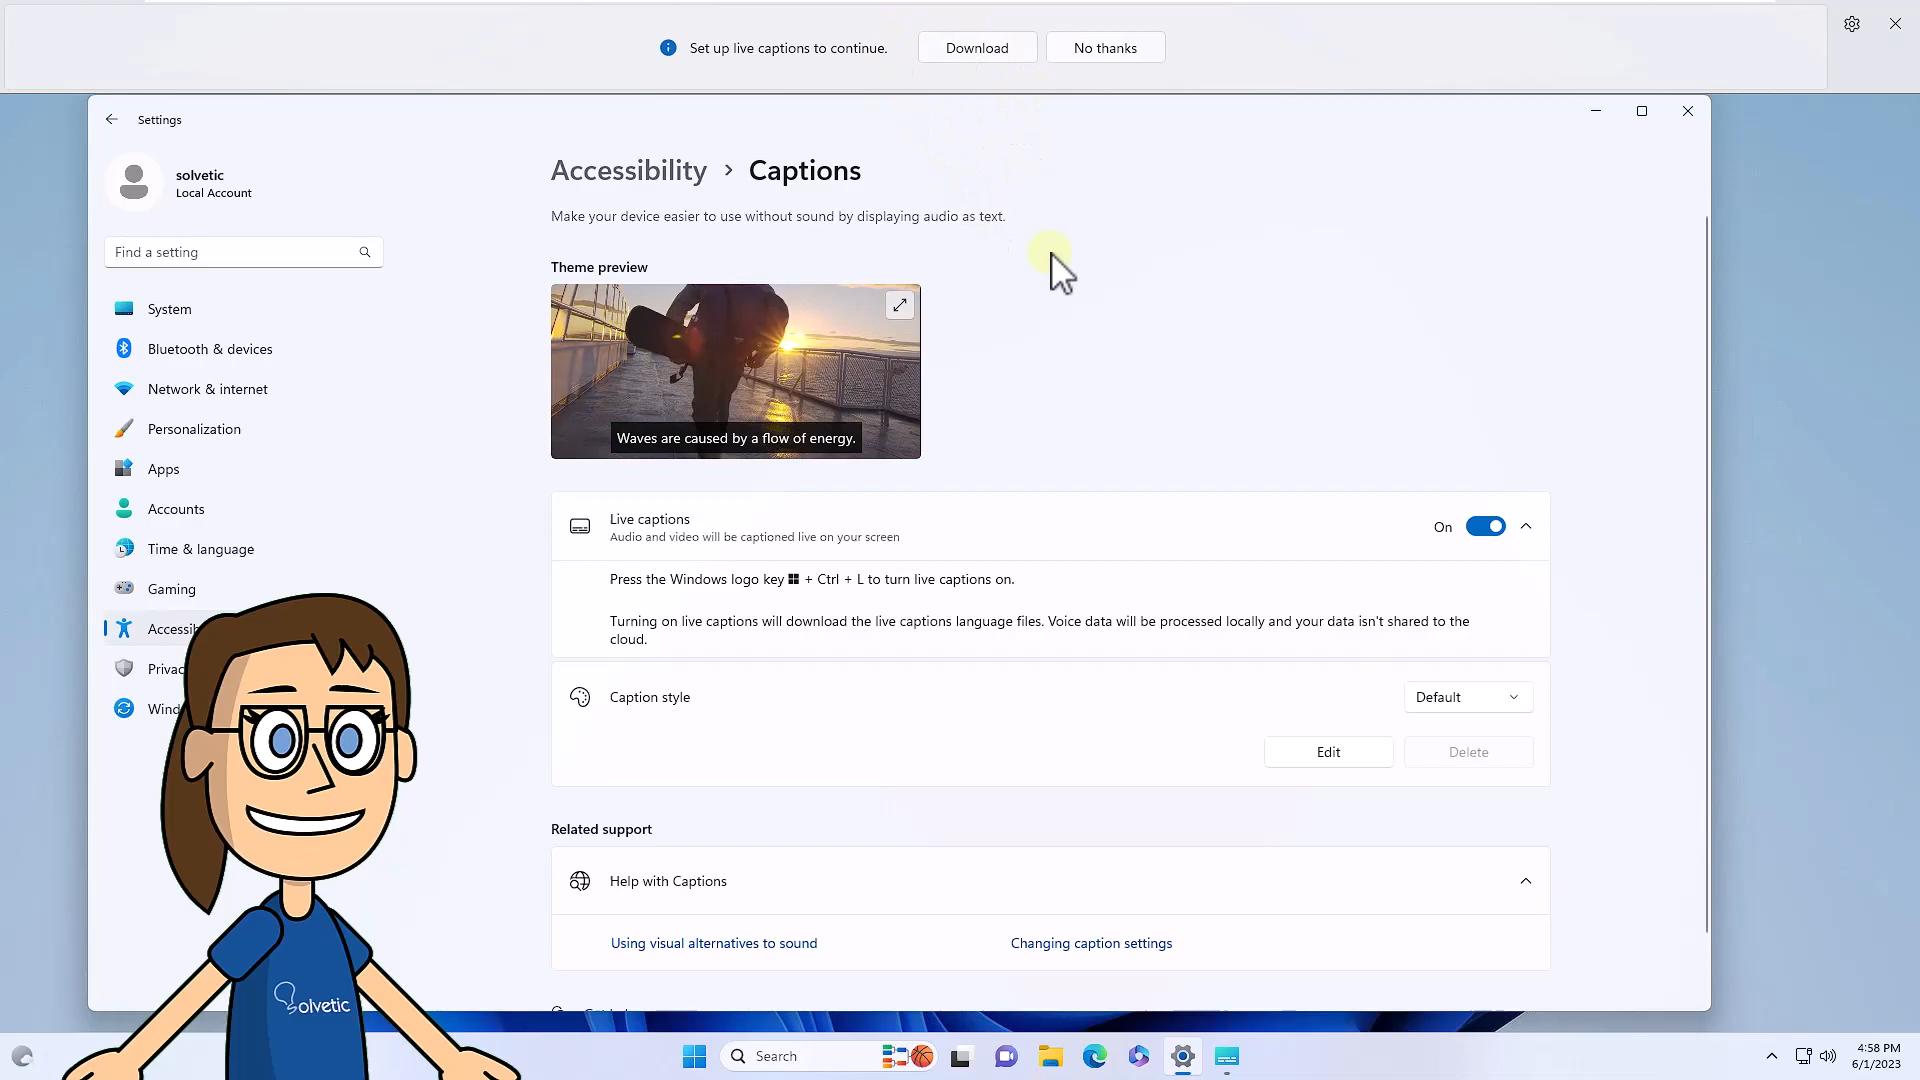 Set up live captions to continue.
Download
No thanks
Settings
solvetic
Local Account
Find a setting
System
Bluetooth & devices
Network & internet
Personalization
Apps
Accounts
Time & language
Gaming
Accessib
Privac
Wind
Accessibility > Captions
Make your device easier to use without sound by displaying audio as text.
Theme preview
Waves are caused by a flow of energy.
Live captions
Audio and video will be captioned live on your screen
On
Press the Windows logo key + Ctrl + L to turn live captions on.
Turning on live captions will download the live captions language files. Voice data will be processed locally and your data isn't shared to the
cloud.
Caption style
Default
Edit
Delete
Related support
Help with Captions
Using visual alternatives to sound
Changing caption settings
Solvetic
Search
4:58 PM
6/1/2023